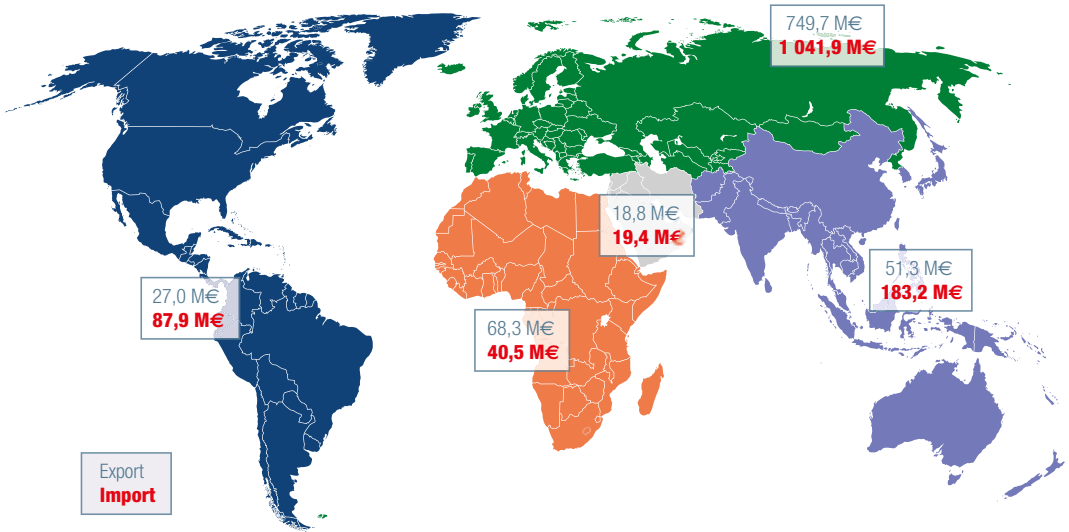 749,7 M€
1 041,9 M€
18,8 M€
19,4 M€
51,3 M€
183,2 M€
27,0 M€
87,9 M€
68,3 M€
40,5 M€
Export
Import